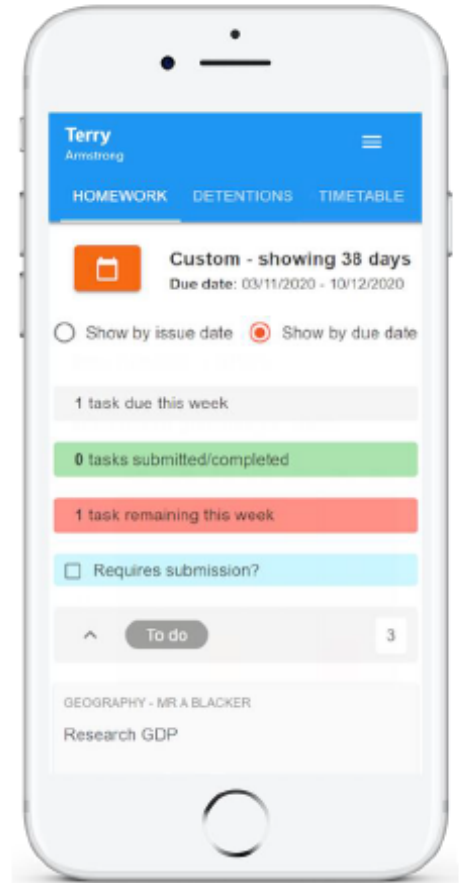 Terry
Armstrong
HOMEWORK DETENTIONS TIMETABLE
Custom - showing 38 days
Due date: 03/11/2020 - 10/12/2020
Show by issue date Show by due date
1 task due this week
0 tasks submitted/completed
1 task remaining this week
Requires submission?
To do 3
GEOGRAPHY - MR A BLACKER
Research GDP